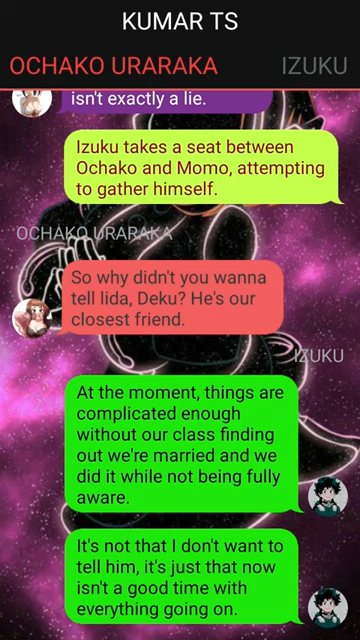 KUMAR TS
OCHAKO URARAKA
IZUKU
isn't exactly a lie.
Izuku takes a seat between
Ochako and Momo, attempting
to gather himself.
OCHAKO URARAKA
So why didn't you wanna
tell Iida, Deku? He's our
closest friend.
IZUKU
At the moment, things are
complicated enough
without our class finding
out we're married and we
did it while not being fully
aware.
It's not that I don't want to
tell him, it's just that now
isn't a good time with
everything going on.